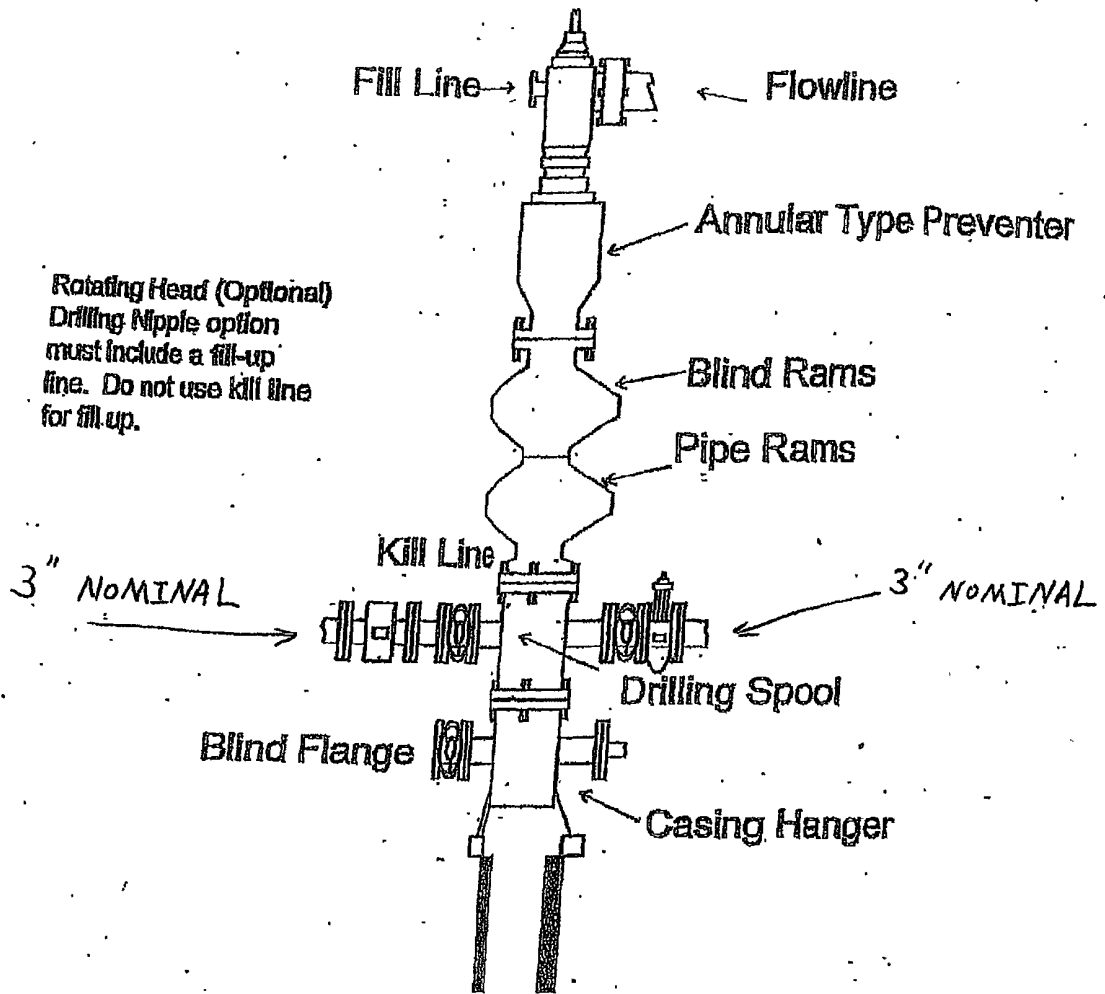 Fill Line
Flowline
Annular Type Preventer
Rotating Head (Optional)
Drilling Nipple option
must include a fill-up
line. Do not use kill line
for fill up.
Blind Rams
Pipe Rams
Kill Line
3" NOMINAL
3" NOMINAL
Drilling Spool
Blind Flange
Casing Hanger